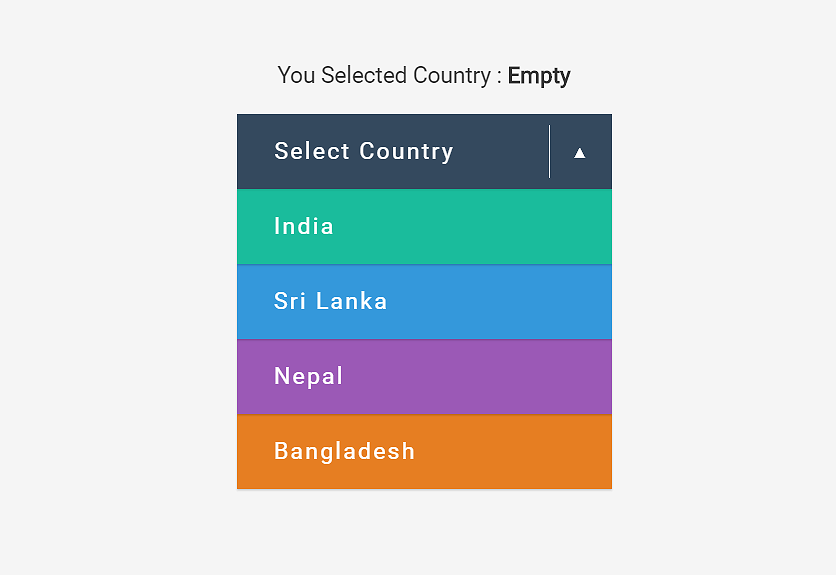 You Selected Country : Empty
Select Country
India
Sri Lanka
Nepal
Bangladesh